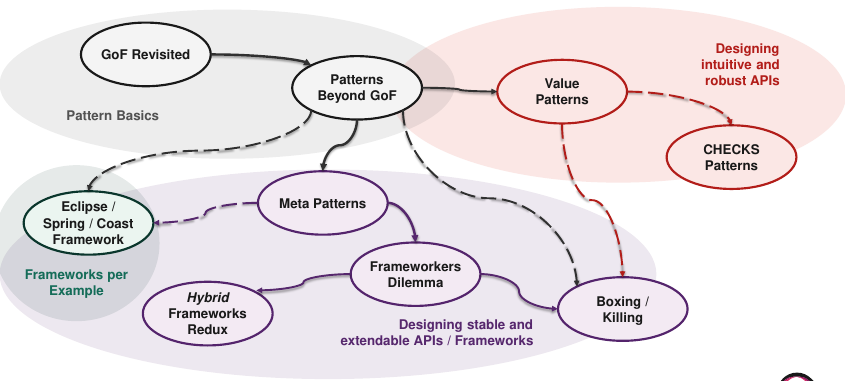 GoF Revisited
Patterns
Beyond GoF
Pattern Basics
Value
Patterns
Designing
intuitive and
robust APIs
CHECKS
Patterns
Eclipse /
Spring / Coast
Framework
Frameworks per
Example
Meta Patterns
Frameworkers
Dilemma
Hybrid
Frameworks
Redux
Boxing /
Killing
Designing stable and
extendable APIs / Frameworks